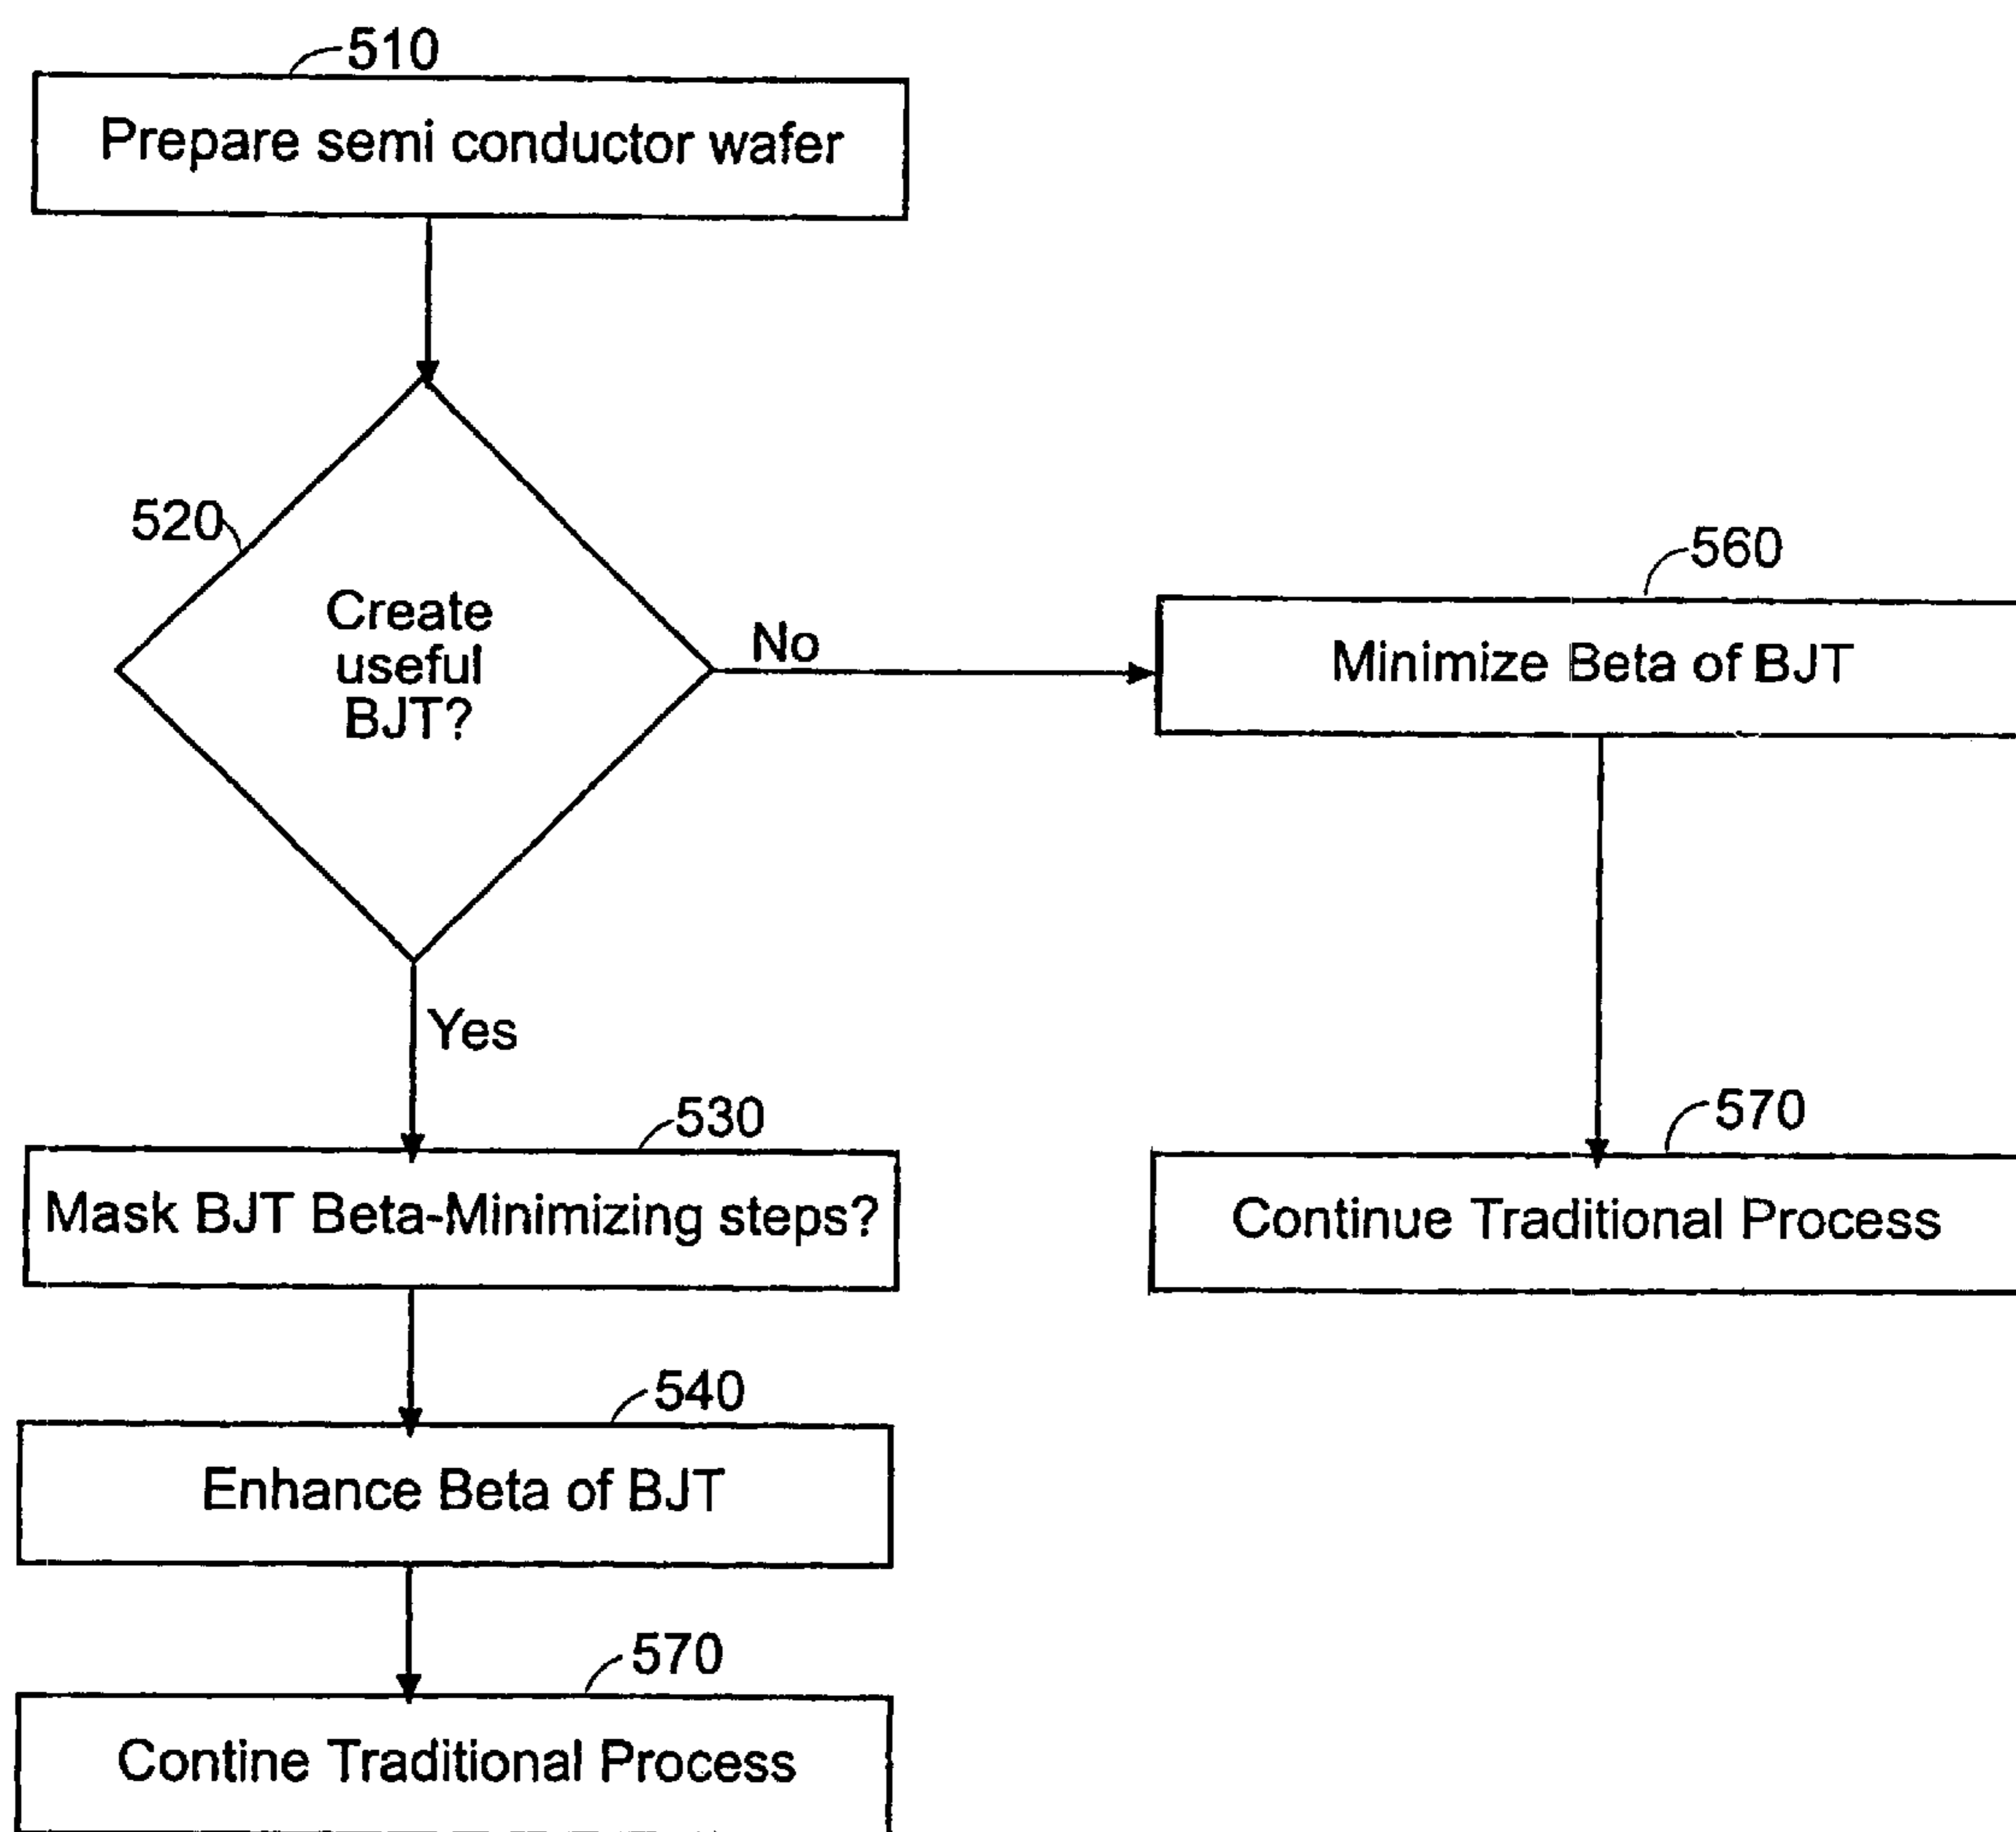 510
Prepare semi conductor wafer
520
Create
useful
BJT?
No
560
Minimize Beta of BJT
Yes
530
Mask BJT Beta-Minimizing steps?
570
Continue Traditional Process
540
Enhance Beta of BJT
570
Contine Traditional Process